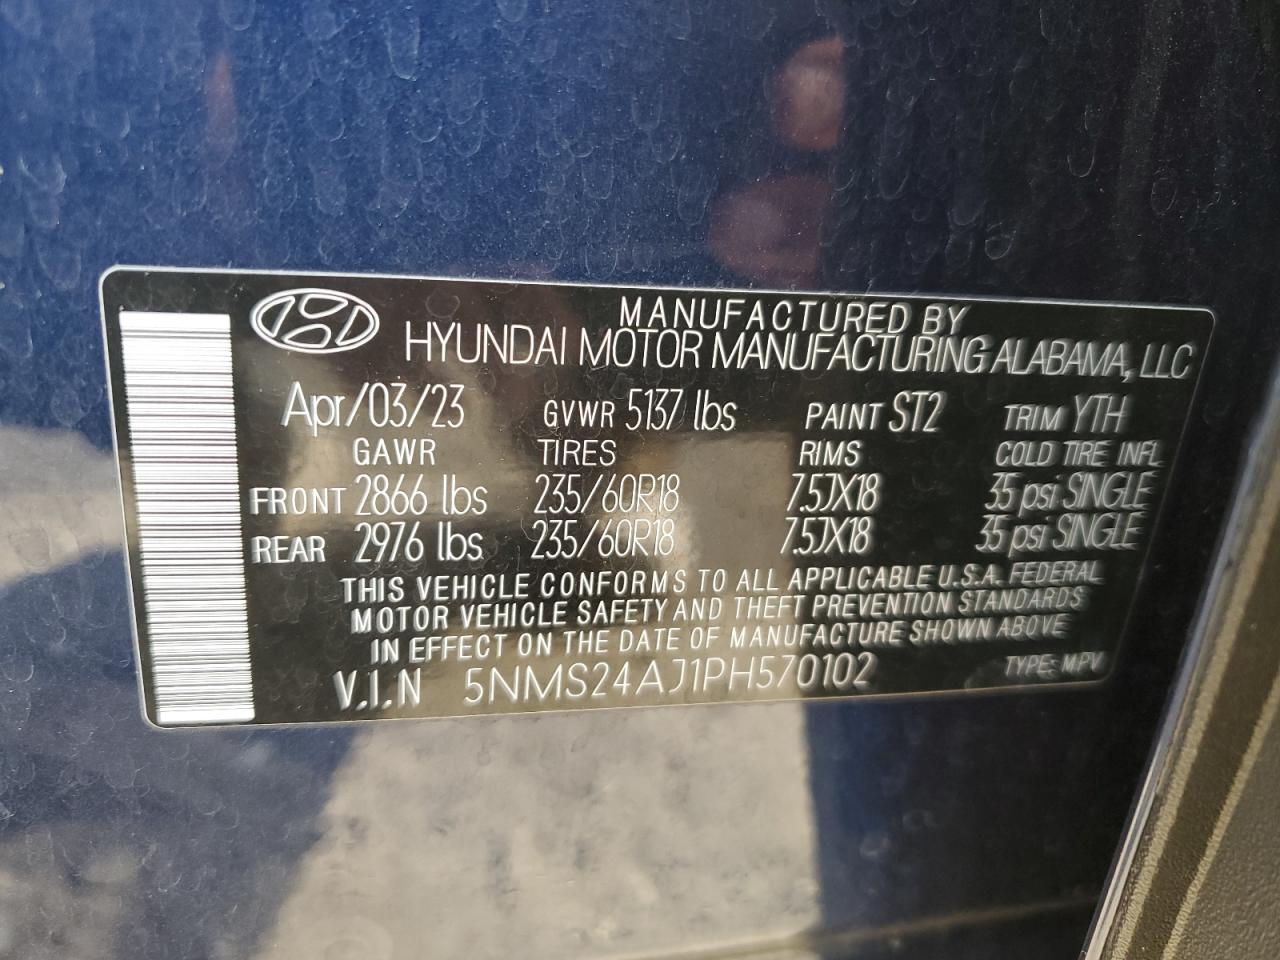 MANUFACTURED BY
HYUNDAI MOTOR MANUFACTURING ALABAMA, LLC
Apr/03/23 GVWR 5137 lbs PAINT ST2 TRIM YTH
GAWR TIRES RIMS COLD TIRE INFL
FRONT 2866 lbs 235/60R18 7.5JX18 35 psi SINGLE
REAR 2976 lbs 235/60R18 7.5JX18 35 psi SINGLE
THIS VEHICLE CONFORMS TO ALL APPLICABLE U.S.A. FEDERAL
MOTOR VEHICLE SAFETY AND THEFT PREVENTION STANDARDS
IN EFFECT ON THE DATE OF MANUFACTURE SHOWN ABOVE
V.I.N 5NMS24AJ1PH570102 TYPE: MPV